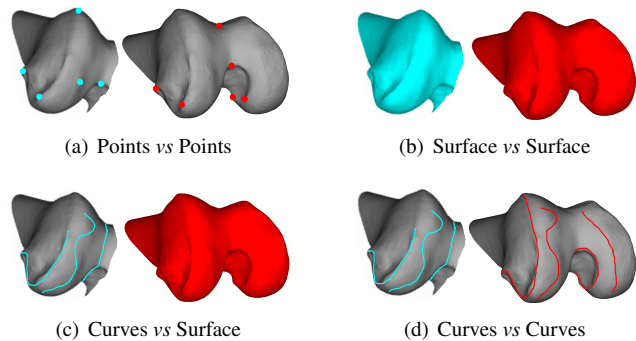 (a) Points vs Points
(b) Surface vs Surface
(c) Curves vs Surface
(d) Curves vs Curves